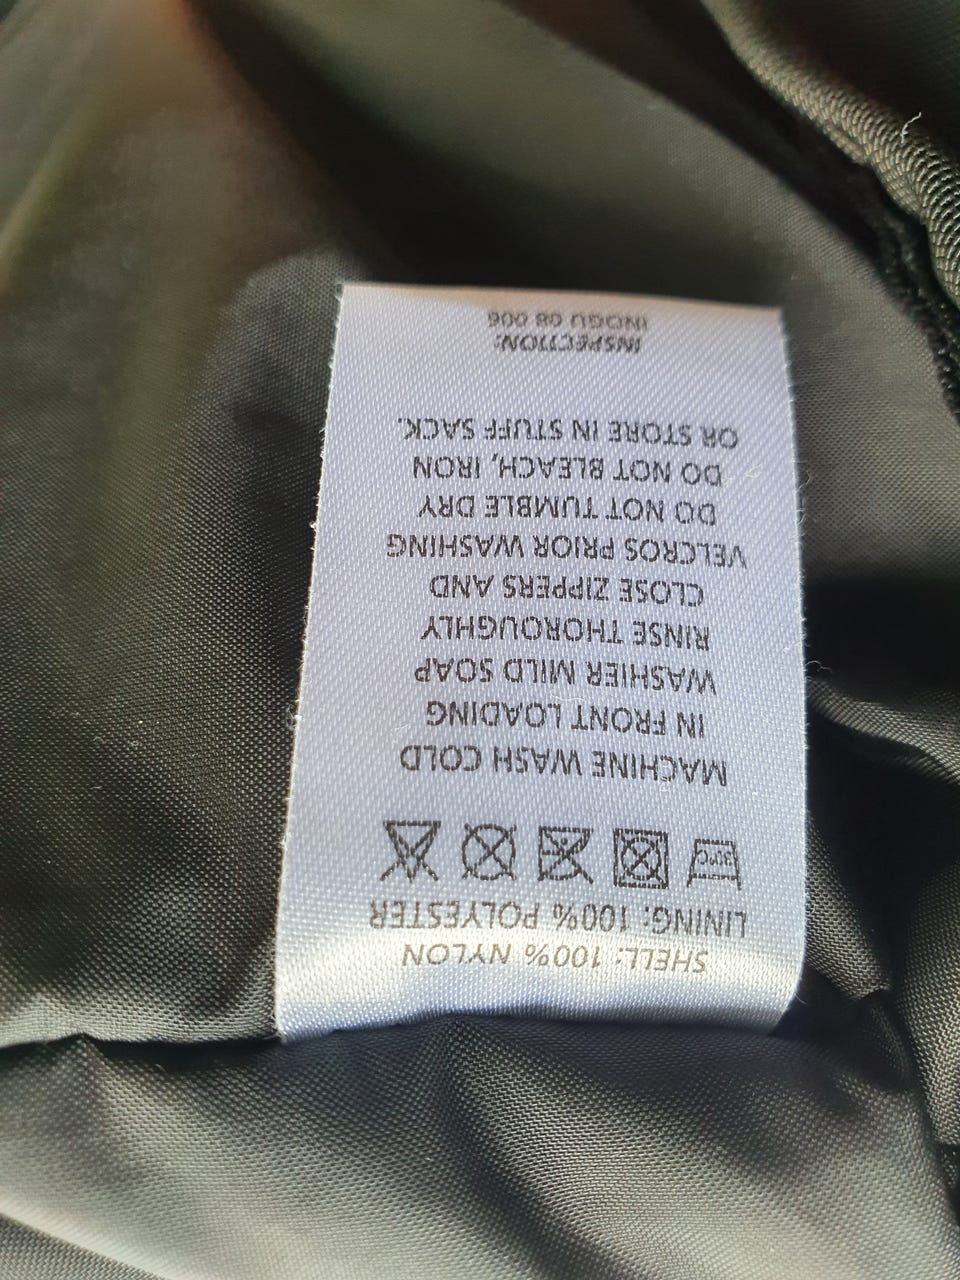 SHELL: 100% NYLON
LINING: 100% POLYESTER
30°C
MACHINE WASH COLD
IN FRONT LOADING
WASHIER MILD SOAP
RINSE THOROUGHLY
CLOSE ZIPPERS AND
VELCROS PRIOR WASHING
DO NOT TUMBLE DRY
DO NOT BLEACH, IRON
OR STORE IN STUFF SACK.
INSPECTION:
INOGU 08 006